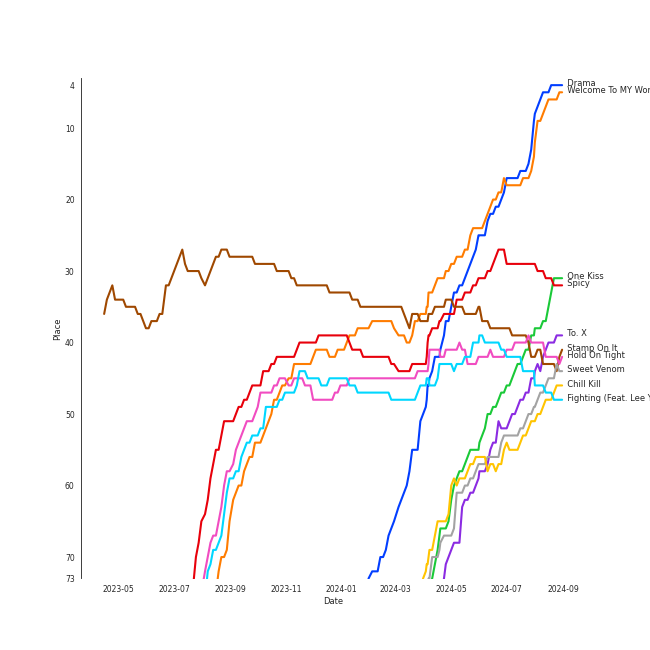 Drama
Welcome To MY Wor
One Kiss
Spicy
To. X
Stamp On It
Hold On Tight
Sweet Venom
Chill Kill
Fighting (Feat. Lee Y
4
10
20
30
40
50
60
70
73
Place
2023-05
2023-07
2023-09
2023-11
2024-01
2024-03
2024-05
2024-07
2024-09
Date